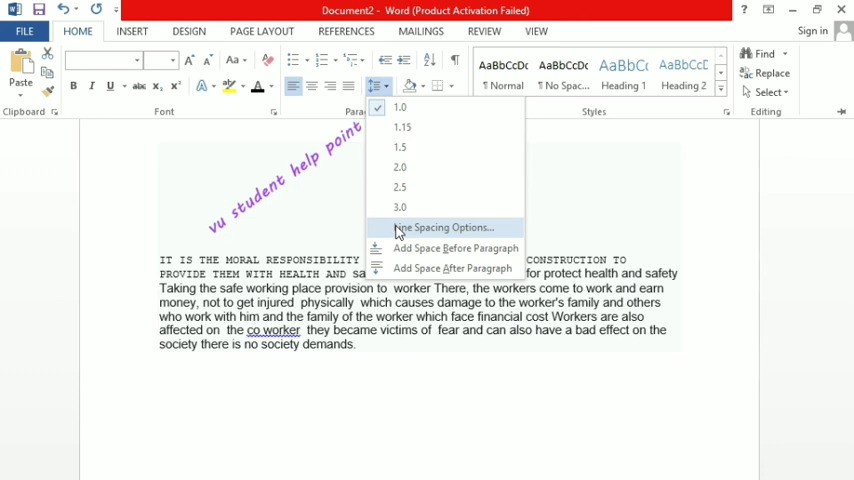 Document2 - Word (Product Activation Failed)
Sign in
FILE HOME INSERT DESIGN PAGE LAYOUT REFERENCES MAILINGS REVIEW VIEW
Paste
Aa
B I U abc X₂ X²
A A
AaBbCcDc AaBbCcDc AaBbCc AaBbCcD
¶ Normal ¶ No Spac... Heading 1 Heading 2
Find
Replace
Select
Clipboard Font Styles Editing
1.0
1.15
1.5
2.0
2.5
3.0
Line Spacing Options...
Add Space Before Paragraph
Add Space After Paragraph
vu student help point
IT IS THE MORAL RESPONSIBILITY CONSTRUCTION TO
PROVIDE THEM WITH HEALTH AND sa for protect health and safety
Taking the safe working place provision to worker There, the workers come to work and earn
money, not to get injured physically which causes damage to the worker's family and others
who work with him and the family of the worker which face financial cost Workers are also
affected on the co worker they became victims of fear and can also have a bad effect on the
society there is no society demands.